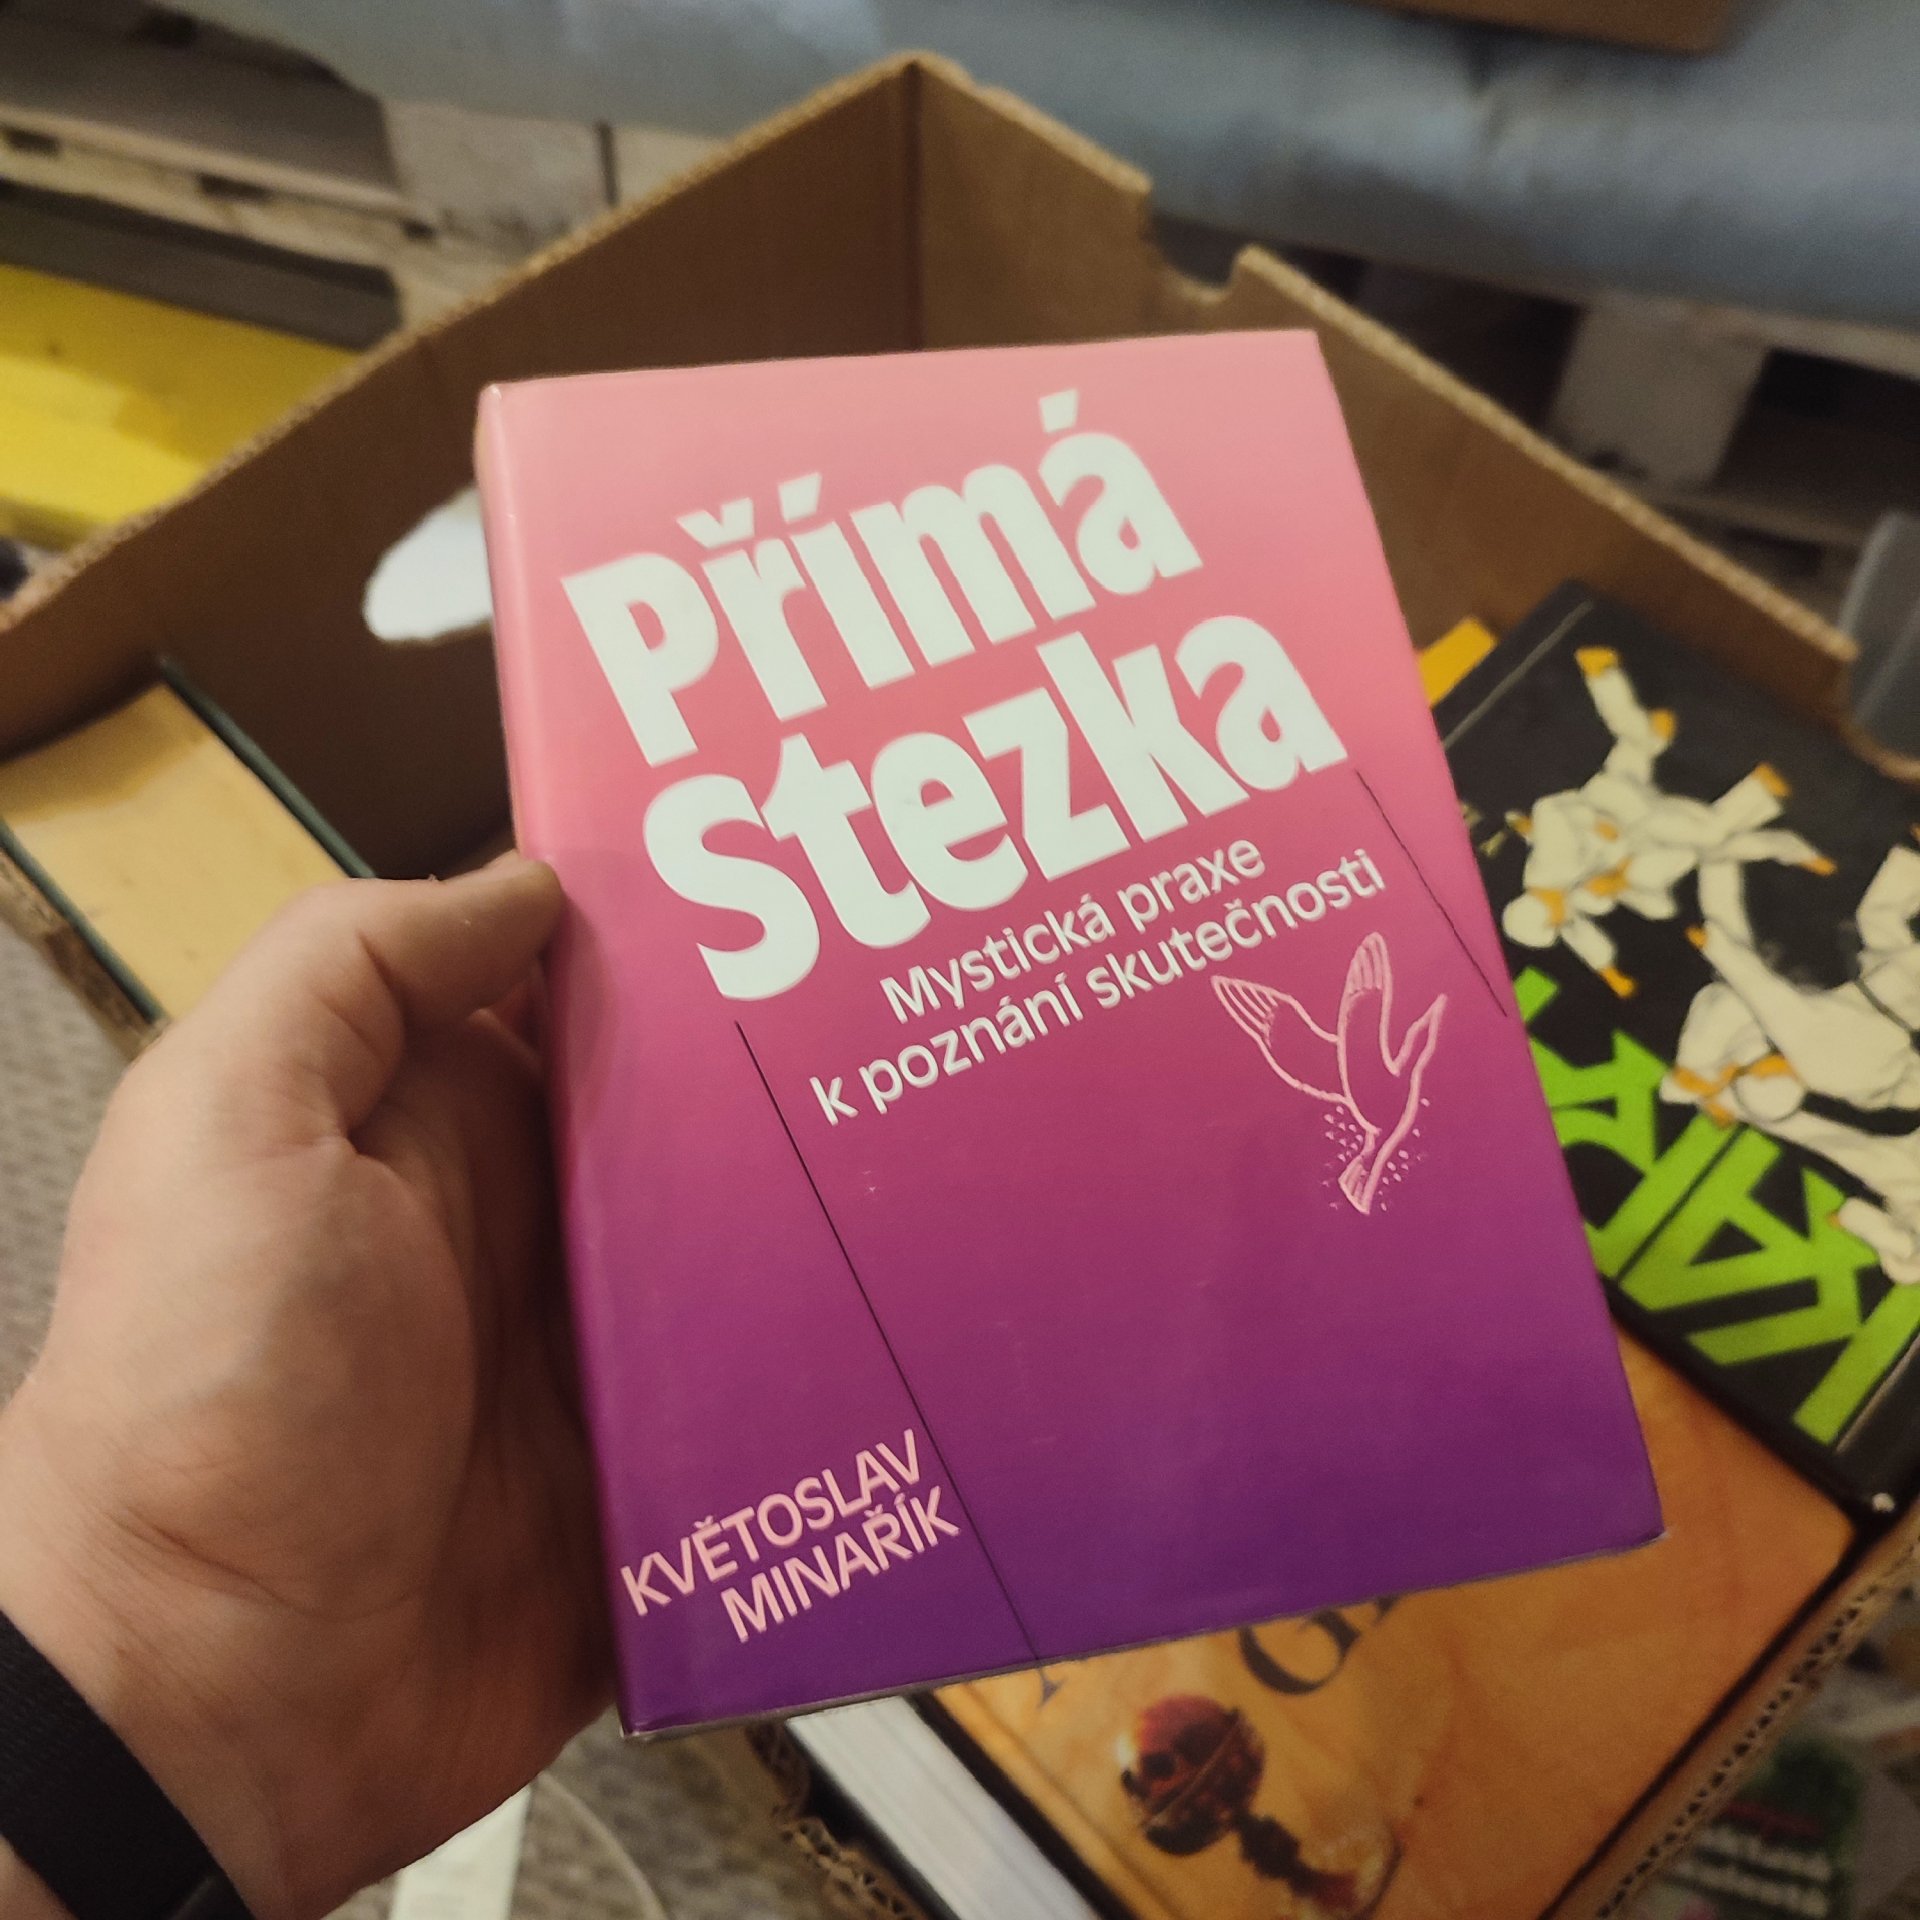 Přímá
Stezka
Mystická praxe
k poznání skutečnosti
KVĚTOSLAV
MINAŘÍK